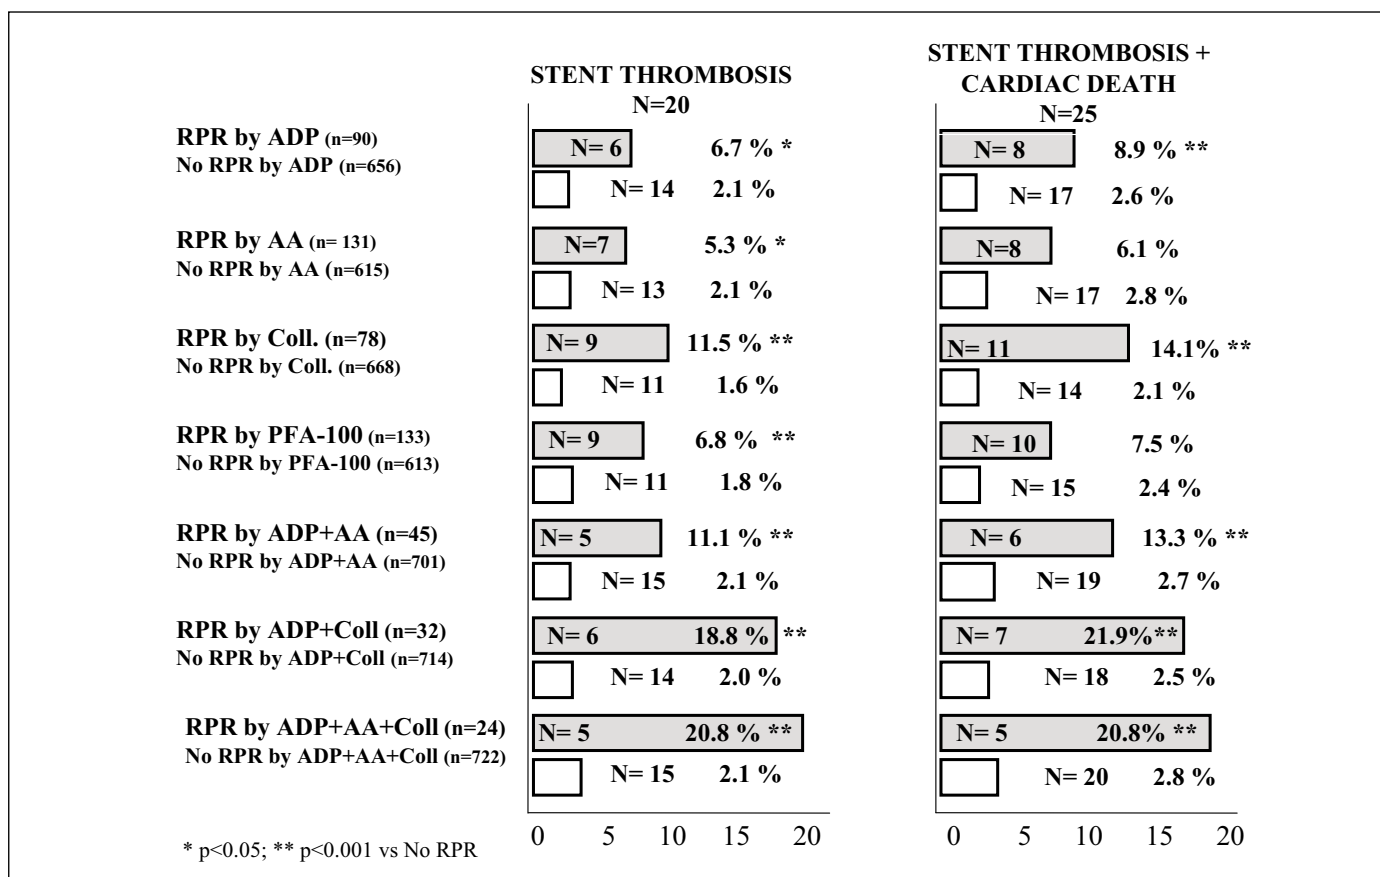 STENT THROMBOSIS
N=20
STENT THROMBOSIS +
CARDIAC DEATH
N=25
RPR by ADP (n=90) N= 6 6.7 % * N= 8 8.9 % **
No RPR by ADP (n=656) N= 14 2.1 % N= 17 2.6 %
RPR by AA (n= 131) N=7 5.3 % * N=8 6.1 %
No RPR by AA (n=615) N= 13 2.1 % N= 17 2.8 %
RPR by Coll. (n=78) N= 9 11.5 % ** N= 11 14.1% **
No RPR by Coll. (n=668) N= 11 1.6 % N= 14 2.1 %
RPR by PFA-100 (n=133) N= 9 6.8 % ** N= 10 7.5 %
No RPR by PFA-100 (n=613) N= 11 1.8 % N= 15 2.4 %
RPR by ADP+AA (n=45) N= 5 11.1 % ** N= 6 13.3 % **
No RPR by ADP+AA (n=701) N= 15 2.1 % N= 19 2.7 %
RPR by ADP+Coll (n=32) N= 6 18.8 % ** N= 7 21.9%**
No RPR by ADP+Coll (n=714) N= 14 2.0 % N= 18 2.5 %
RPR by ADP+AA+Coll (n=24) N= 5 20.8 % ** N= 5 20.8% **
No RPR by ADP+AA+Coll (n=722) N= 15 2.1 % N= 20 2.8 %
0 5 10 15 20 0 5 10 15 20
* p<0.05; ** p<0.001 vs No RPR